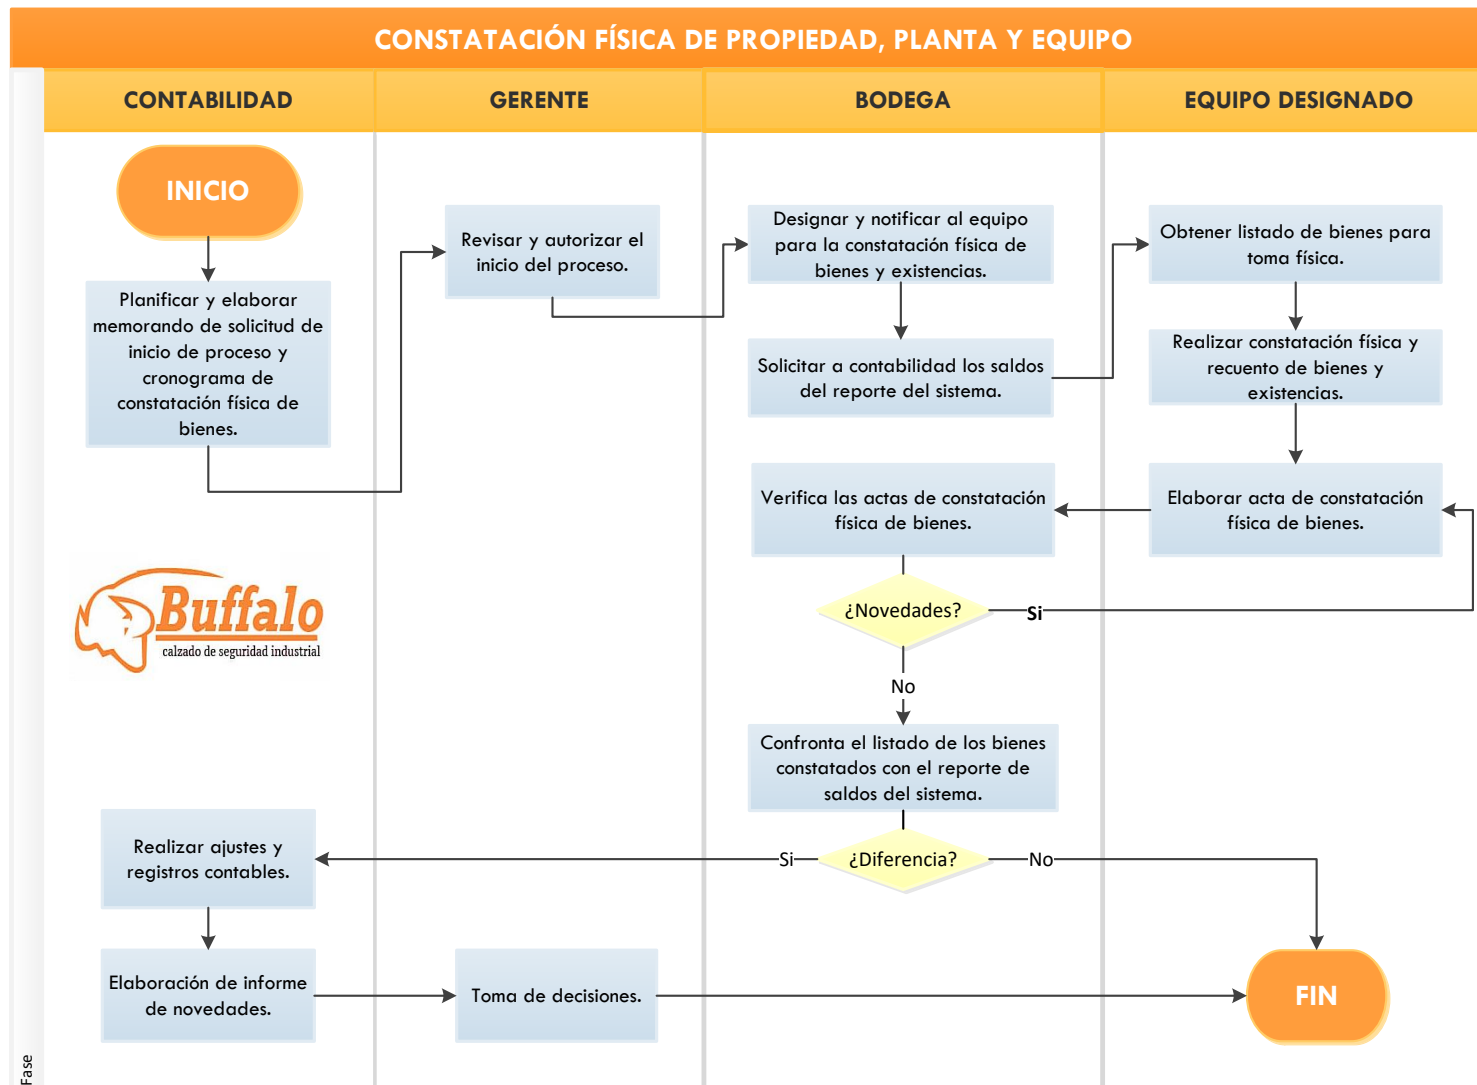 CONSTATACIÓN FÍSICA DE PROPIEDAD, PLANTA Y EQUIPO
CONTABILIDAD
GERENTE
BODEGA
EQUIPO DESIGNADO
INICIO
Planificar y elaborar
memorando de solicitud de
inicio de proceso y
cronograma de
constatación física de
bienes.
Revisar y autorizar el
inicio del proceso.
Designar y notificar al equipo
para la constatación física de
bienes y existencias.
Solicitar a contabilidad los saldos
del reporte del sistema.
Obtener listado de bienes para
toma física.
Realizar constatación física y
recuento de bienes y
existencias.
Elaborar acta de constatación
física de bienes.
Verifica las actas de constatación
física de bienes.
¿Novedades?
Si
No
Buffalo
calzado de seguridad industrial
Confronta el listado de los bienes
constatados con el reporte de
saldos del sistema.
¿Diferencia?
Si
No
Realizar ajustes y
registros contables.
Elaboración de informe
de novedades.
Toma de decisiones.
FIN
Fase